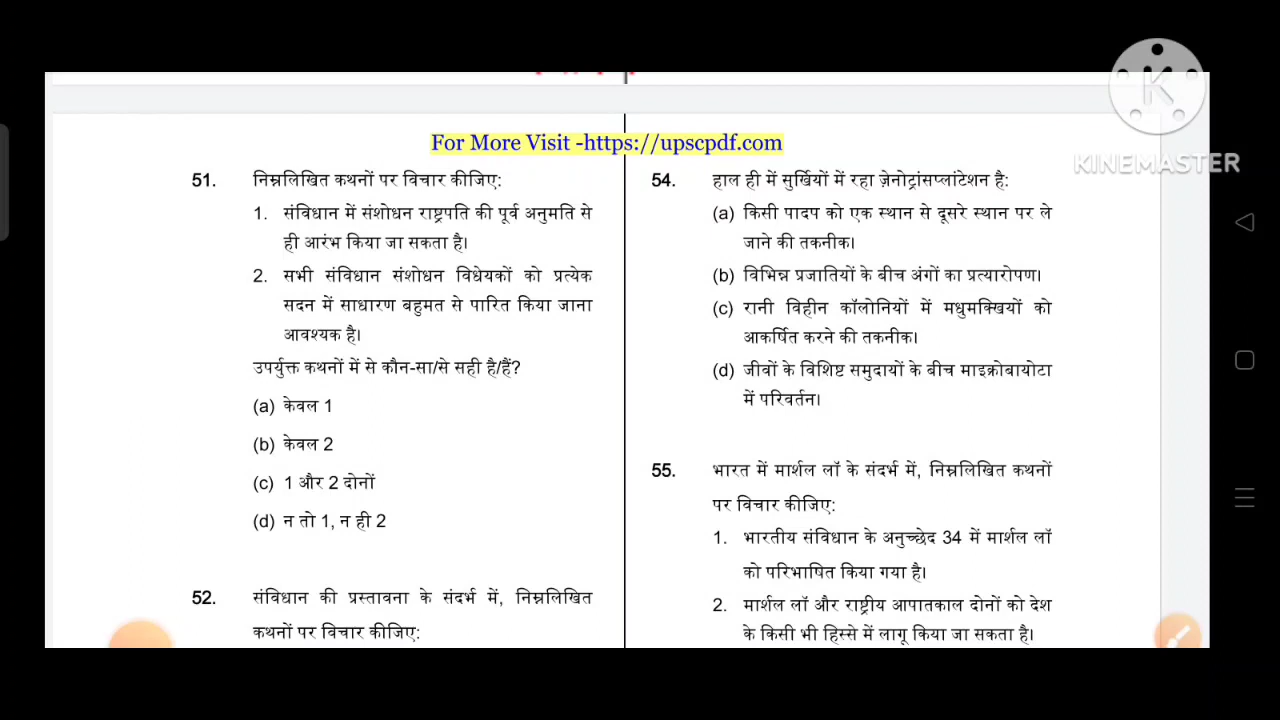 For More Visit -https://upscpdf.com
KINEMASTER
51. निम्नलिखित कथनों पर विचार कीजिए:
1. संविधान में संशोधन राष्ट्रपति की पूर्व अनुमति से
ही आरंभ किया जा सकता है।
2. सभी संविधान संशोधन विधेयकों को प्रत्येक
सदन में साधारण बहुमत से पारित किया जाना
आवश्यक है।
उपर्युक्त कथनों में से कौन-सा/से सही है/हैं?
(a) केवल 1
(b) केवल 2
(c) 1 और 2 दोनों
(d) न तो 1, न ही 2
52. संविधान की प्रस्तावना के संदर्भ में, निम्नलिखित
कथनों पर विचार कीजिए:
54. हाल ही में सुर्खियों में रहा ज़ेनोट्रांसप्लांटेशन है:
(a) किसी पादप को एक स्थान से दूसरे स्थान पर ले
जाने की तकनीक।
(b) विभिन्न प्रजातियों के बीच अंगों का प्रत्यारोपण।
(c) रानी विहीन कॉलोनियों में मधुमक्खियों को
आकर्षित करने की तकनीक।
(d) जीवों के विशिष्ट समुदायों के बीच माइक्रोबायोटा
में परिवर्तन।
55. भारत में मार्शल लॉ के संदर्भ में, निम्नलिखित कथनों
पर विचार कीजिए:
1. भारतीय संविधान के अनुच्छेद 34 में मार्शल लॉ
को परिभाषित किया गया है।
2. मार्शल लॉ और राष्ट्रीय आपातकाल दोनों को देश
के किसी भी हिस्से में लागू किया जा सकता है।